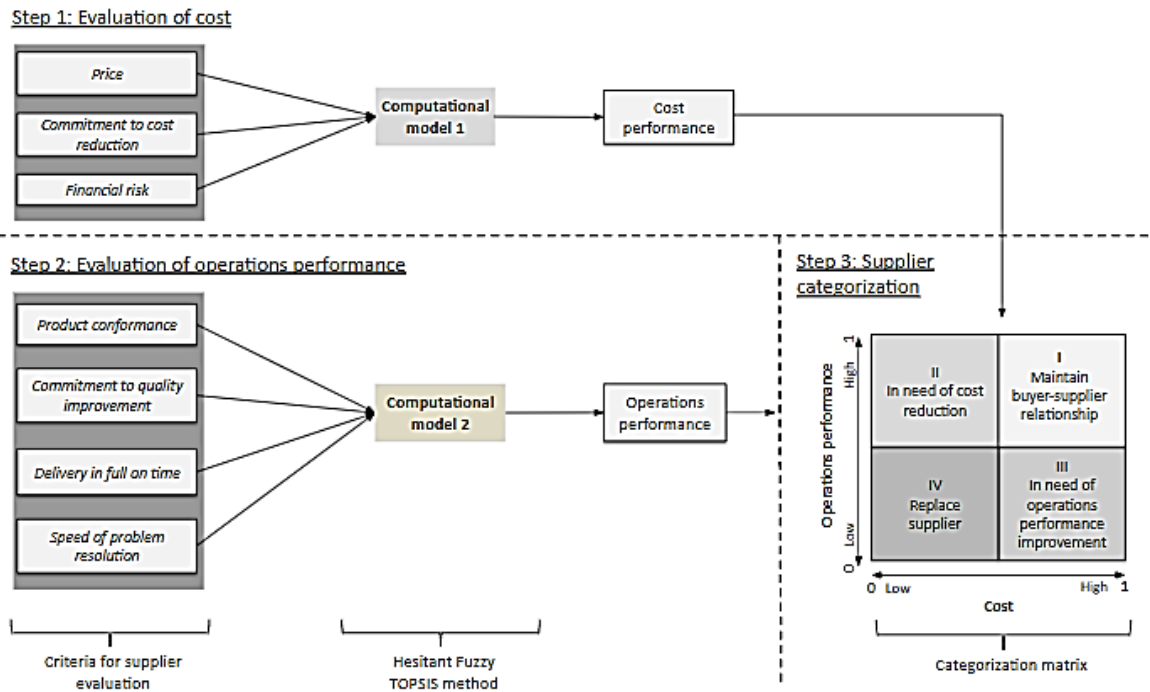 Step 1: Evaluation of cost
Price
Commitment to cost
reduction
Financial risk
Computational
model 1
Cost
performance
Step 2: Evaluation of operations performance
Product conformance
Commitment to quality
improvement
Delivery in full on time
Speed of problem
resolution
Computational
model 2
Operations
performance
Step 3: Supplier
categorization
Operations performance
1
High
Low
0
II
In need of cost
reduction
I
Maintain
buyer-supplier
relationship
IV
Replace
supplier
III
In need of
operations
performance
improvement
0 Low High 1
Cost
Criteria for supplier
evaluation
Hesitant Fuzzy
TOPSIS method
Categorization matrix